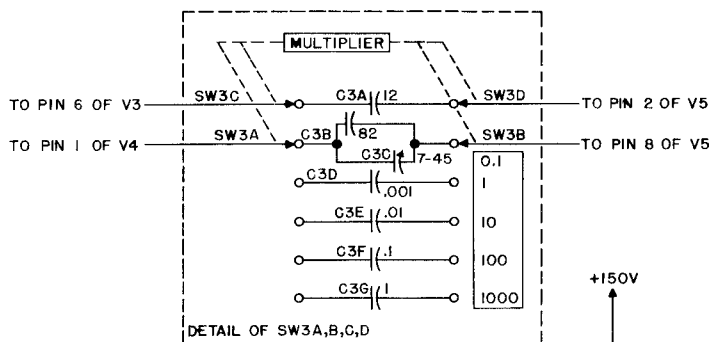 MULTIPLIER
TO PIN 6 OF V3 SW3C C3A 12 SW3D TO PIN 2 OF V5
TO PIN 1 OF V4 SW3A C3B 82 SW3B TO PIN 8 OF V5
C3C 7-45 0.1
C3D .001 1
C3E .01 10
C3F .1 100
C3G 1 1000
+150V
DETAIL OF SW3A,B,C,D